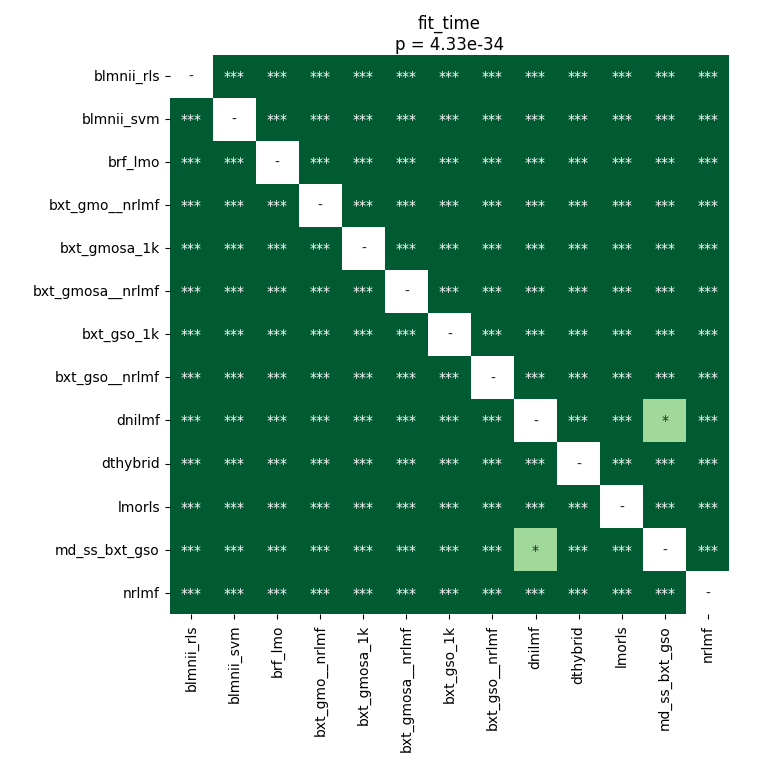 fit_time
p = 4.33e-34
blmnii_rls - *** *** *** *** *** *** *** *** *** *** *** ***
blmnii_svm *** - *** *** *** *** *** *** *** *** *** *** ***
brf_lmo *** *** - *** *** *** *** *** *** *** *** *** ***
bxt_gmo__nrlmf *** *** *** - *** *** *** *** *** *** *** *** ***
bxt_gmosa_1k *** *** *** *** - *** *** *** *** *** *** *** ***
bxt_gmosa__nrlmf *** *** *** *** *** - *** *** *** *** *** *** ***
bxt_gso_1k *** *** *** *** *** *** - *** *** *** *** *** ***
bxt_gso__nrlmf *** *** *** *** *** *** *** - *** *** *** *** ***
dnilmf *** *** *** *** *** *** *** *** - *** *** * ***
dthybrid *** *** *** *** *** *** *** *** *** - *** *** ***
lmorls *** *** *** *** *** *** *** *** *** *** - *** ***
md_ss_bxt_gso *** *** *** *** *** *** *** *** * *** *** - ***
nrlmf *** *** *** *** *** *** *** *** *** *** *** *** -
blmnii_rls
blmnii_svm
brf_lmo
bxt_gmo__nrlmf
bxt_gmosa_1k
bxt_gmosa__nrlmf
bxt_gso_1k
bxt_gso__nrlmf
dnilmf
dthybrid
lmorls
md_ss_bxt_gso
nrlmf